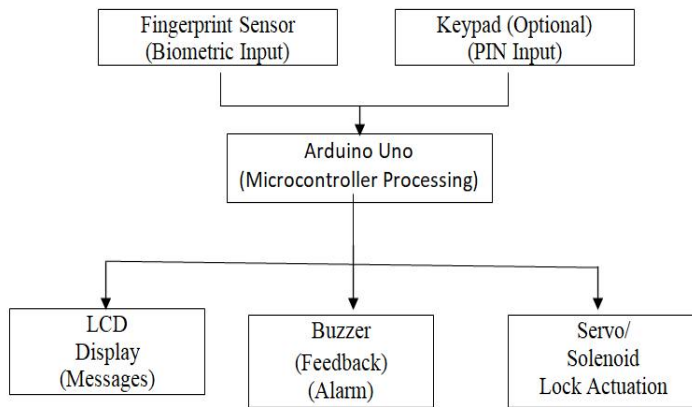 Fingerprint Sensor
(Biometric Input)
Keypad (Optional)
(PIN Input)
Arduino Uno
(Microcontroller Processing)
LCD
Display
(Messages)
Buzzer
(Feedback)
(Alarm)
Servo/
Solenoid
Lock Actuation